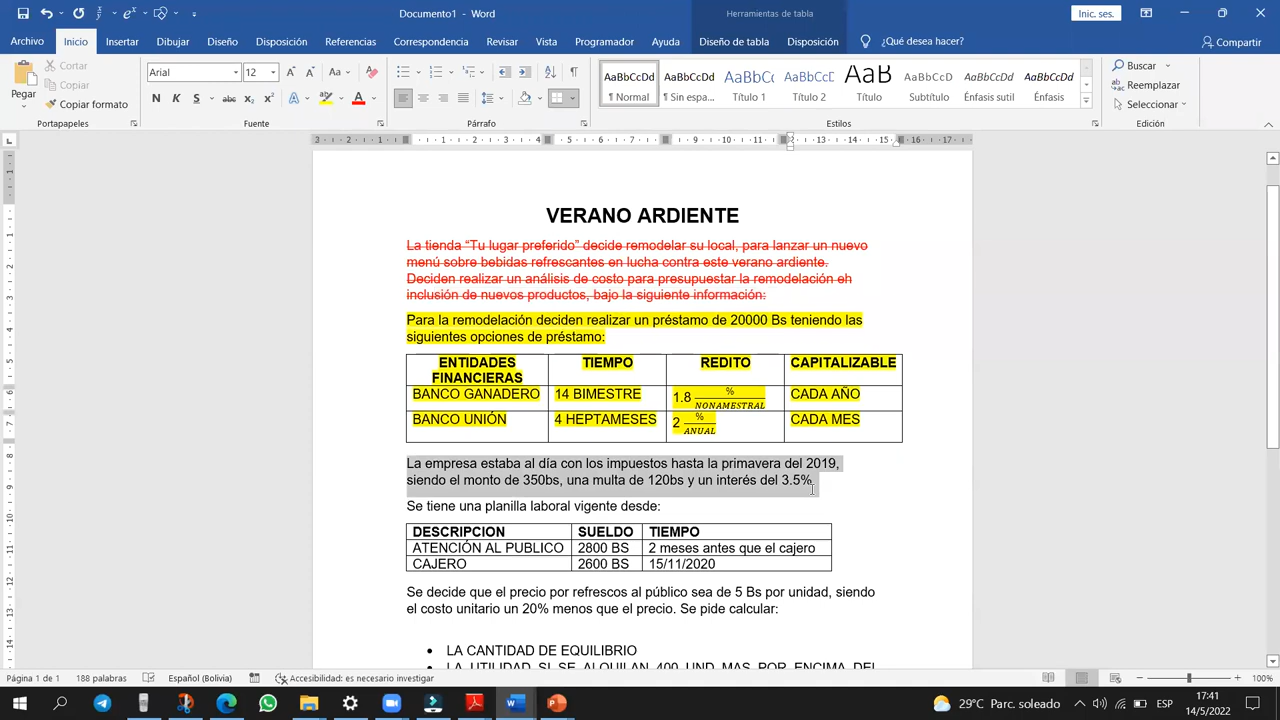 Documento1 - Word
Herramientas de tabla
Inic. ses.
Archivo Inicio Insertar Dibujar Diseño Disposición Referencias Correspondencia Revisar Vista Programador Ayuda Diseño de tabla Disposición ¿Qué desea hacer? Compartir
Pegar
Cortar
Copiar
Copiar formato
Portapapeles
Arial 12
Fuente
Párrafo
AaBbCcDd AaBbCcDd AaBbCc AaBbCcD AaB AaBbCcD AaBbCcDd AaBbCcDd
¶ Normal ¶ Sin espa... Título 1 Título 2 Título Subtítulo Énfasis sutil Énfasis
Estilos
Buscar
Reemplazar
Seleccionar
Edición
VERANO ARDIENTE
La tienda “Tu lugar preferido” decide remodelar su local, para lanzar un nuevo
menú sobre bebidas refrescantes en lucha contra este verano ardiente.
Deciden realizar un análisis de costo para presupuestar la remodelación eh
inclusión de nuevos productos, bajo la siguiente información:
Para la remodelación deciden realizar un préstamo de 20000 Bs teniendo las
siguientes opciones de préstamo:
ENTIDADES FINANCIERAS TIEMPO REDITO CAPITALIZABLE
BANCO GANADERO 14 BIMESTRE 1.8 %/NONAMESTRAL CADA AÑO
BANCO UNIÓN 4 HEPTAMESES 2 %/ANUAL CADA MES
La empresa estaba al día con los impuestos hasta la primavera del 2019,
siendo el monto de 350bs, una multa de 120bs y un interés del 3.5%.
Se tiene una planilla laboral vigente desde:
DESCRIPCION SUELDO TIEMPO
ATENCIÓN AL PUBLICO 2800 BS 2 meses antes que el cajero
CAJERO 2600 BS 15/11/2020
Se decide que el precio por refrescos al público sea de 5 Bs por unidad, siendo
el costo unitario un 20% menos que el precio. Se pide calcular:
• LA CANTIDAD DE EQUILIBRIO
• LA UTILIDAD SI SE ALQUILAN 400 UND MAS POR ENCIMA DEL
Página 1 de 1 188 palabras Español (Bolivia) Accesibilidad: es necesario investigar 100%
29°C Parc. soleado ESP 17:41
14/5/2022